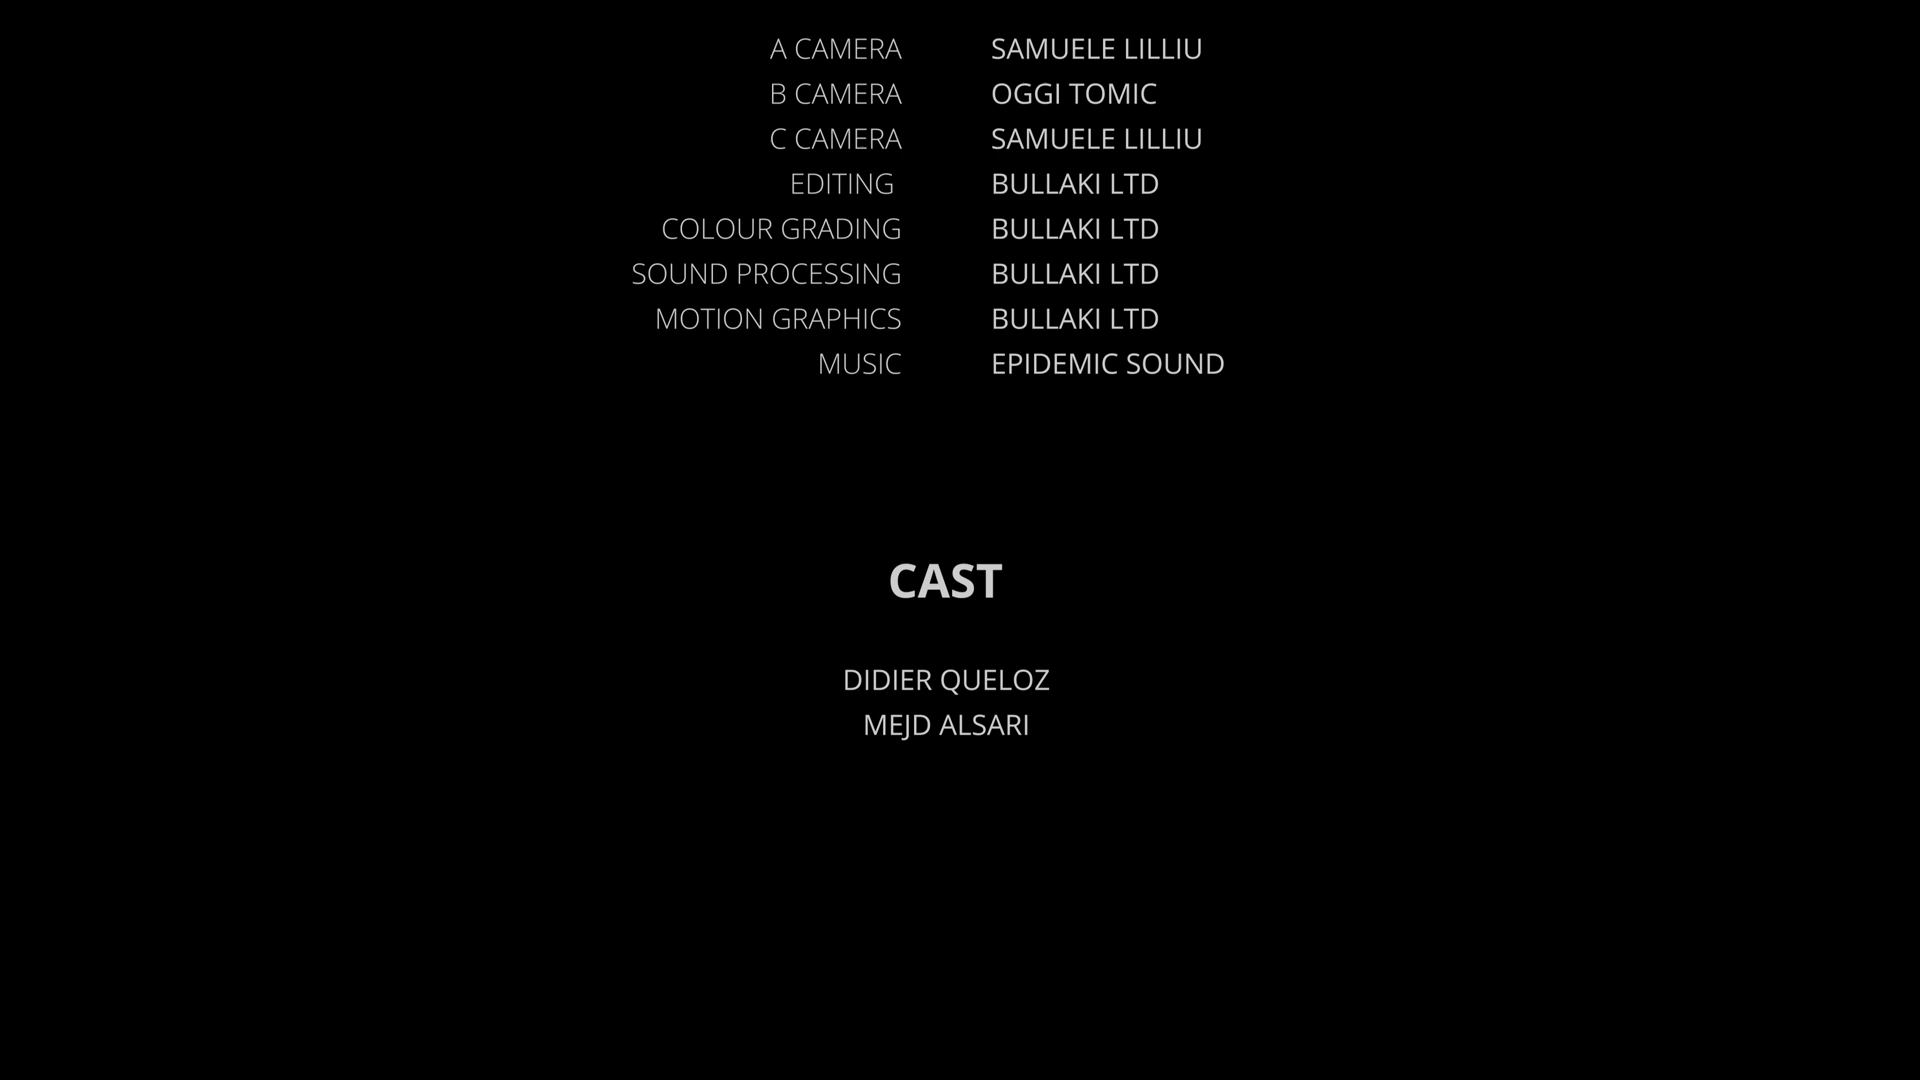 A CAMERA SAMUELE LILLIU
B CAMERA OGGI TOMIC
C CAMERA SAMUELE LILLIU
EDITING BULLAKI LTD
COLOUR GRADING BULLAKI LTD
SOUND PROCESSING BULLAKI LTD
MOTION GRAPHICS BULLAKI LTD
MUSIC EPIDEMIC SOUND
CAST
DIDIER QUELOZ
MEJD ALSARI